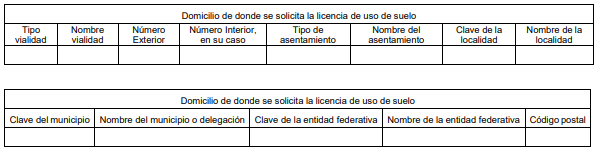 Domicilio de donde se solicita la licencia de uso de suelo
Tipo vialidad Nombre vialidad Número Exterior Número Interior, en su caso Tipo de asentamiento Nombre del asentamiento Clave de la localidad Nombre de la localidad
Domicilio de donde se solicita la licencia de uso de suelo
Clave del municipio Nombre del municipio o delegación Clave de la entidad federativa Nombre de la entidad federativa Código postal